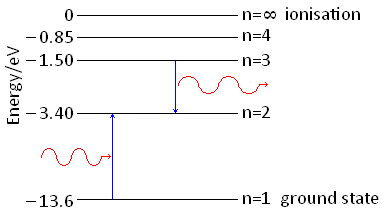 0 n=∞ ionisation
−0.85 n=4
−1.50 n=3
Energy/eV
−3.40 n=2
−13.6 n=1 ground state